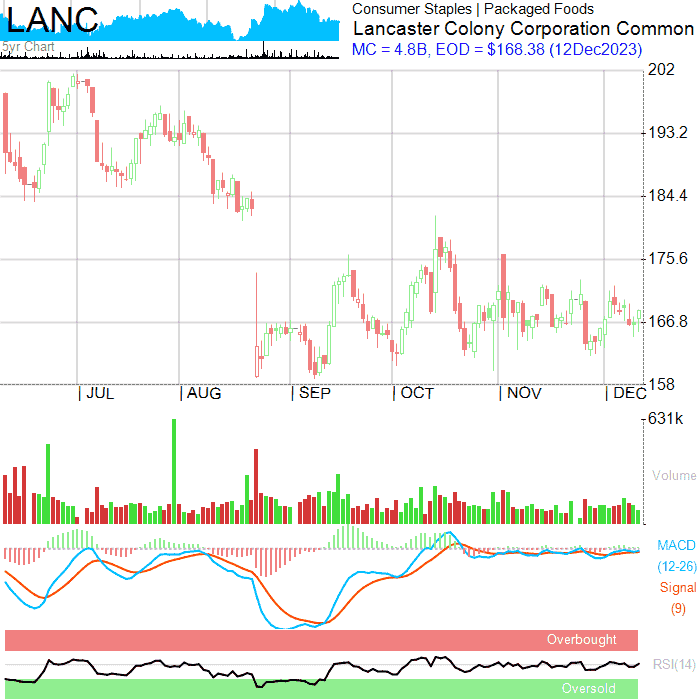 LANC
5yr Chart
Consumer Staples | Packaged Foods
Lancaster Colony Corporation Common
MC = 4.8B, EOD = $168.38 (12Dec2023)
202
193.2
184.4
175.6
166.8
158
JUL
AUG
SEP
OCT
NOV
DEC
631k
Volume
MACD
(12-26)
Signal
(9)
Overbought
RSI(14)
Oversold